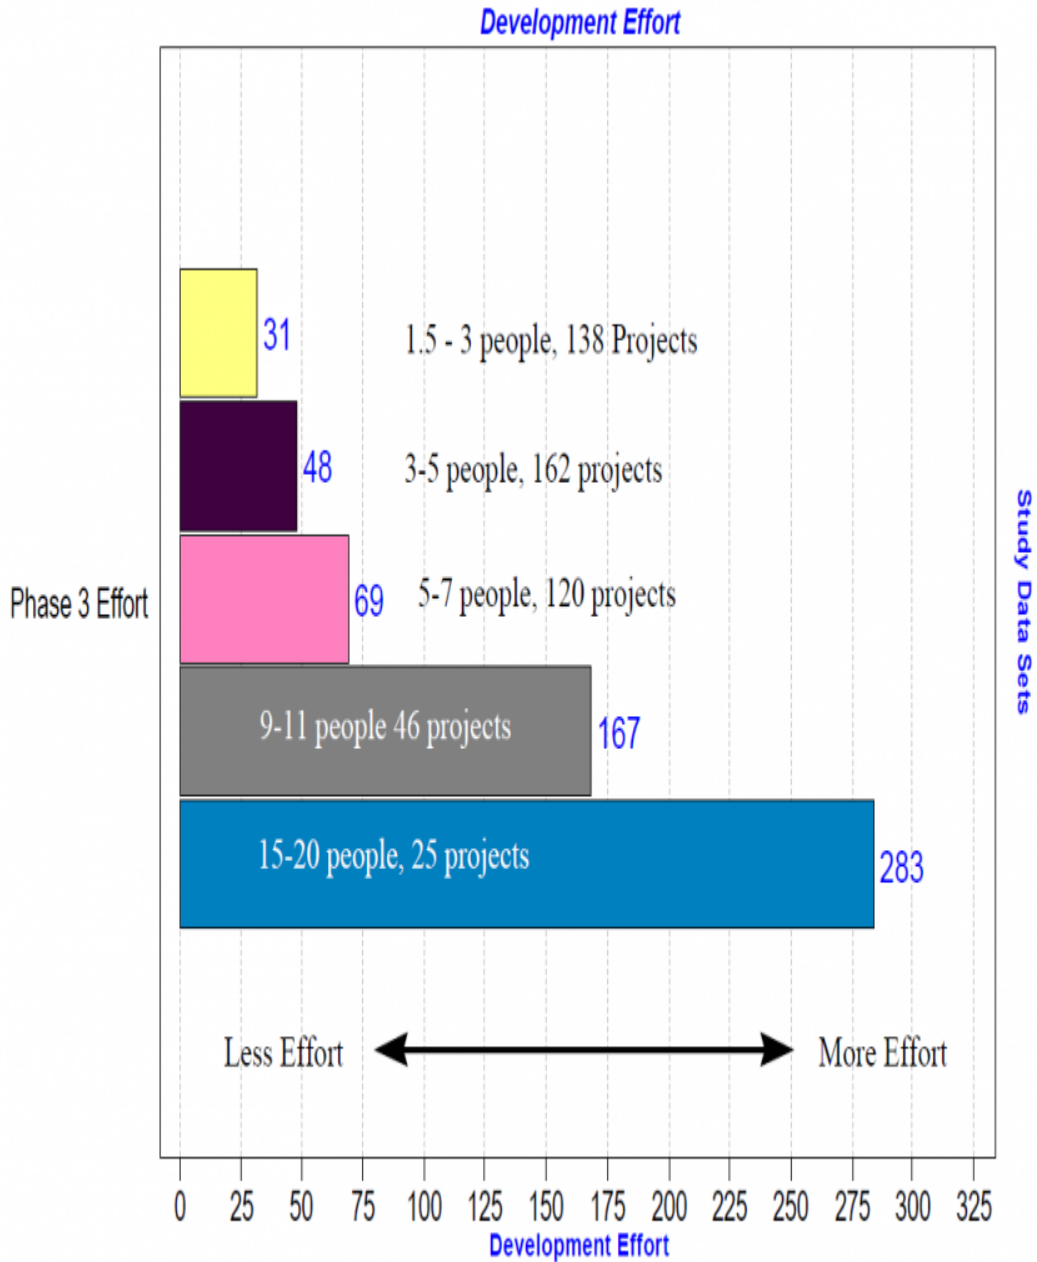 Development Effort
31
1.5 - 3 people, 138 Projects
48
3-5 people, 162 projects
Phase 3 Effort
69
5-7 people, 120 projects
9-11 people 46 projects
167
15-20 people, 25 projects
283
Study Data Sets
Less Effort
More Effort
0 25 50 75 100 125 150 175 200 225 250 275 300 325
Development Effort